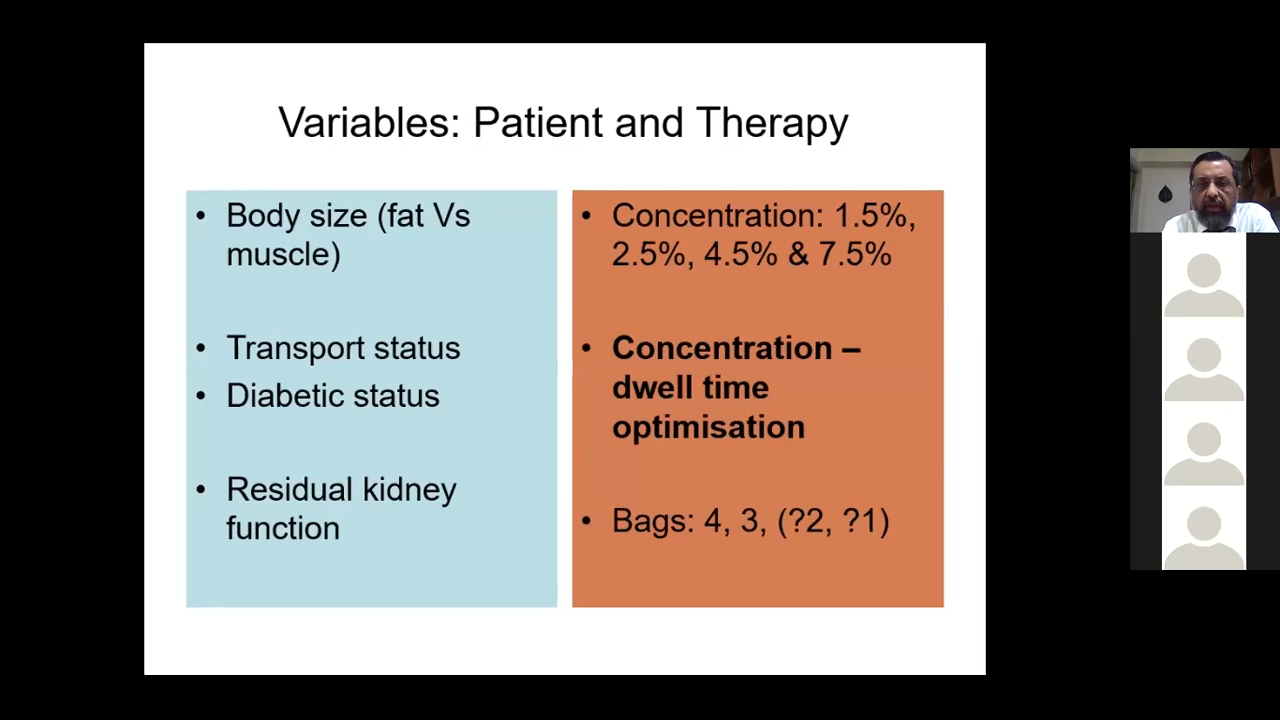 Variables: Patient and Therapy
• Body size (fat Vs
muscle)
• Transport status
• Diabetic status
• Residual kidney
function
• Concentration: 1.5%,
2.5%, 4.5% & 7.5%
• Concentration –
dwell time
optimisation
• Bags: 4, 3, (?2, ?1)